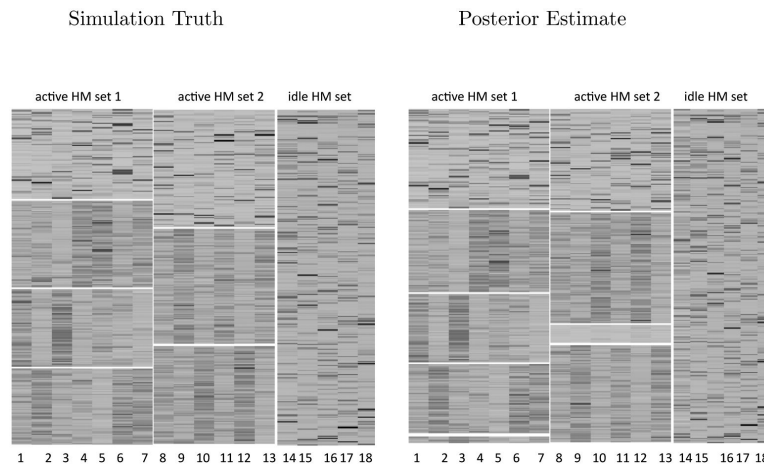 Simulation Truth Posterior Estimate
active HM set 1 active HM set 2 idle HM set active HM set 1 active HM set 2 idle HM set
1 2 3 4 5 6 7 8 9 10 11 12 13 14 15 16 17 18 1 2 3 4 5 6 7 8 9 10 11 12 13 14 15 16 17 18